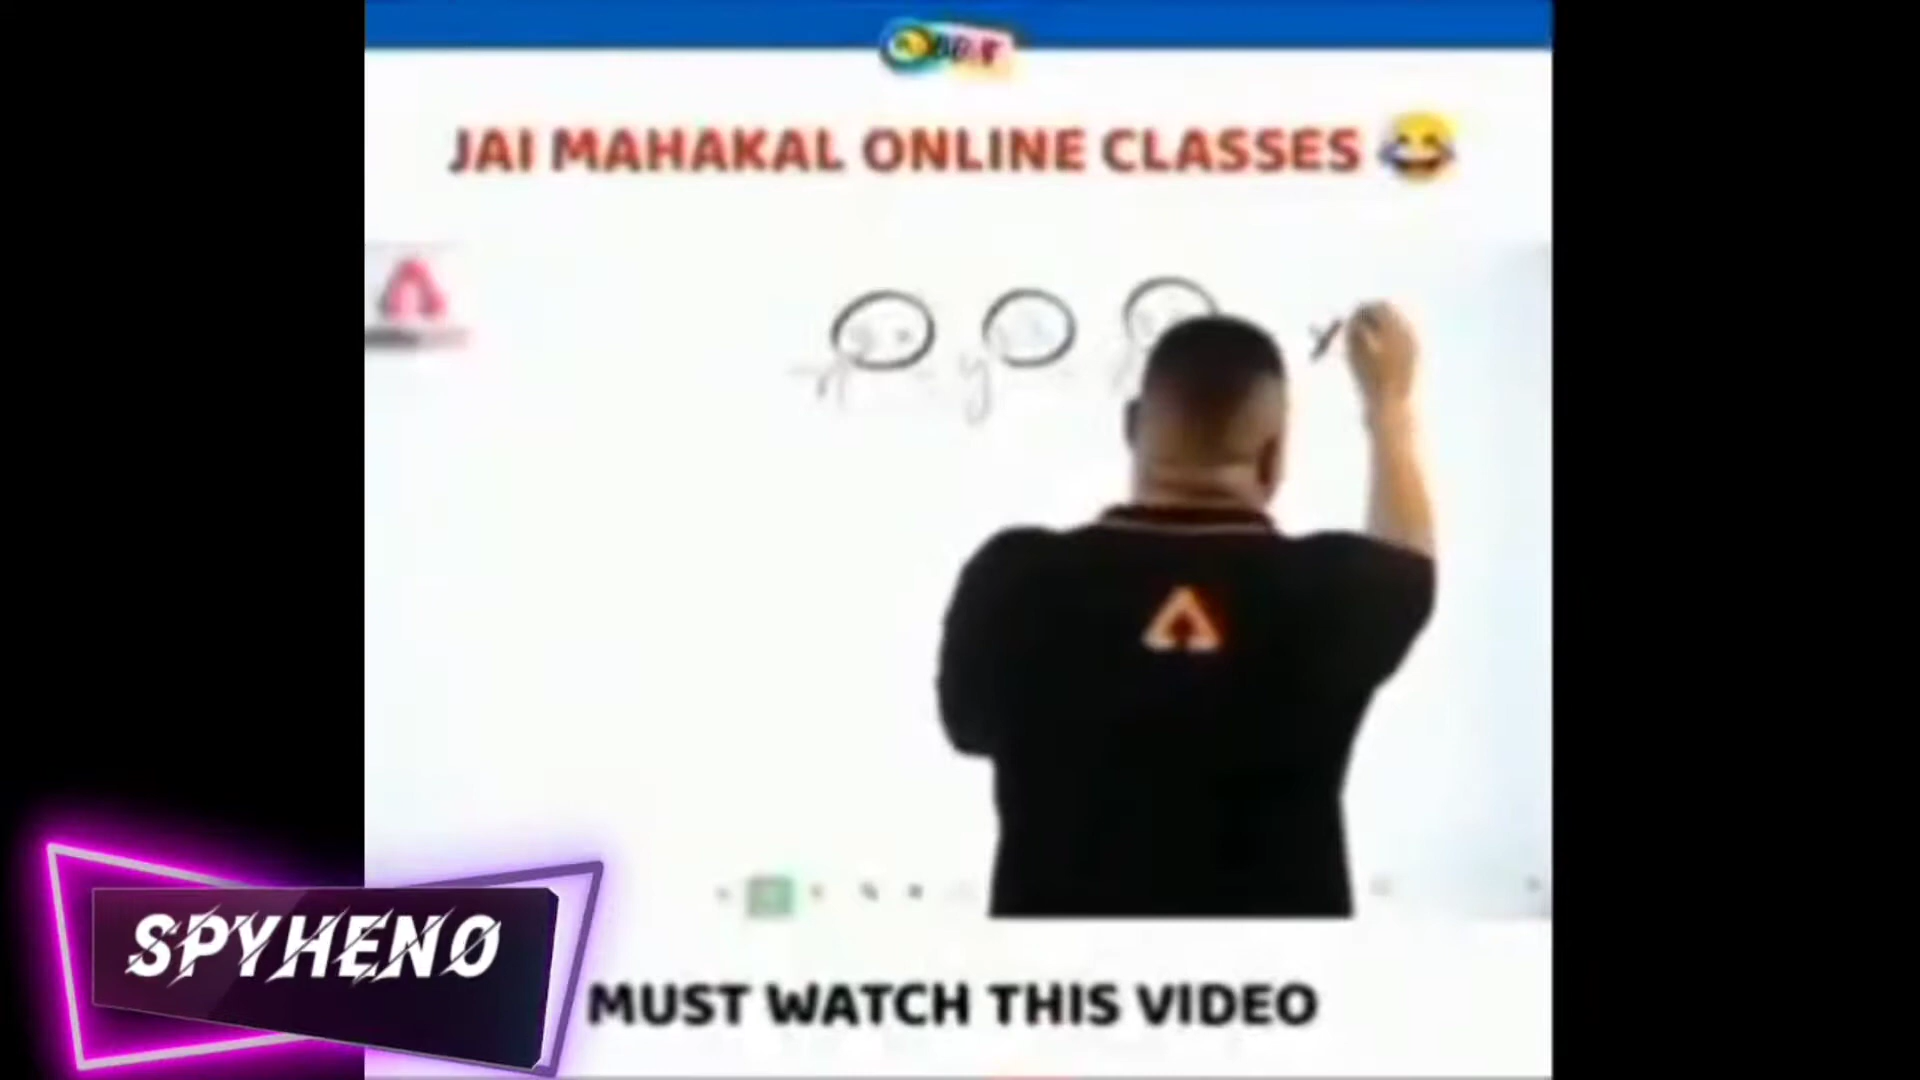 JAI MAHAKAL ONLINE CLASSES 😂
y
SPYHENO
MUST WATCH THIS VIDEO